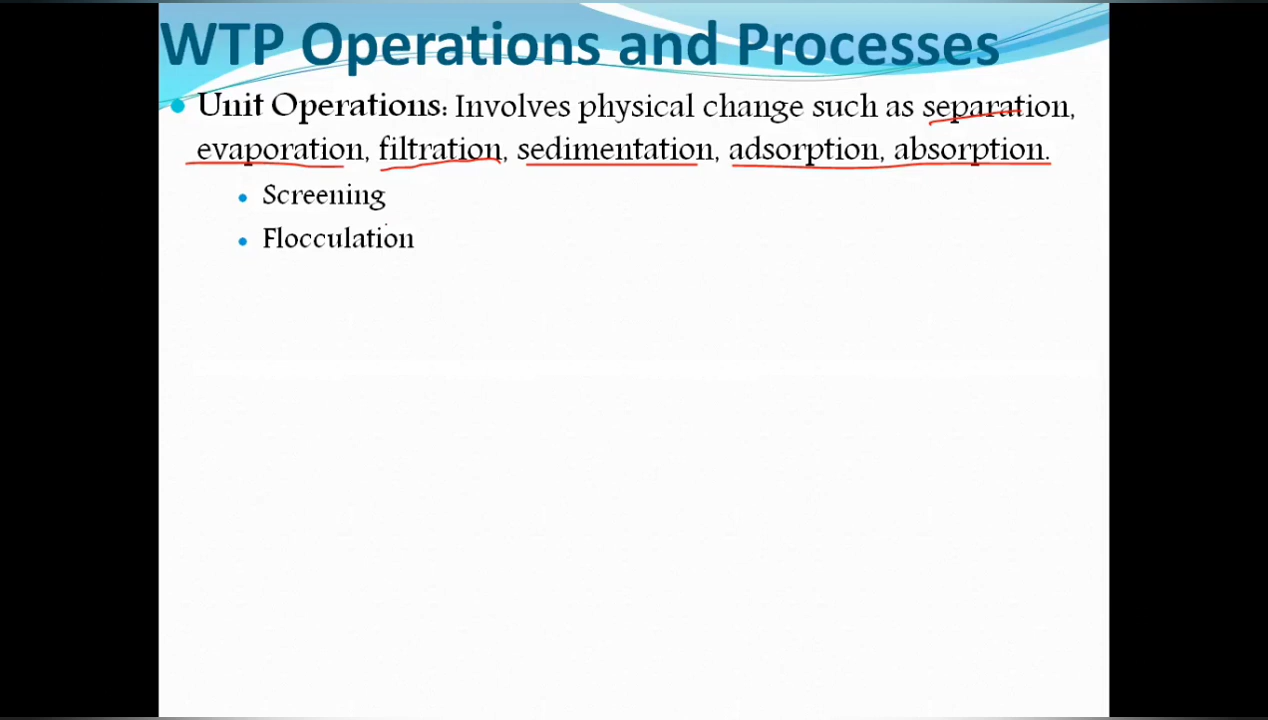 WTP Operations and Processes
• Unit Operations: Involves physical change such as separation,
evaporation, filtration, sedimentation, adsorption, absorption.
• Screening
• Flocculation